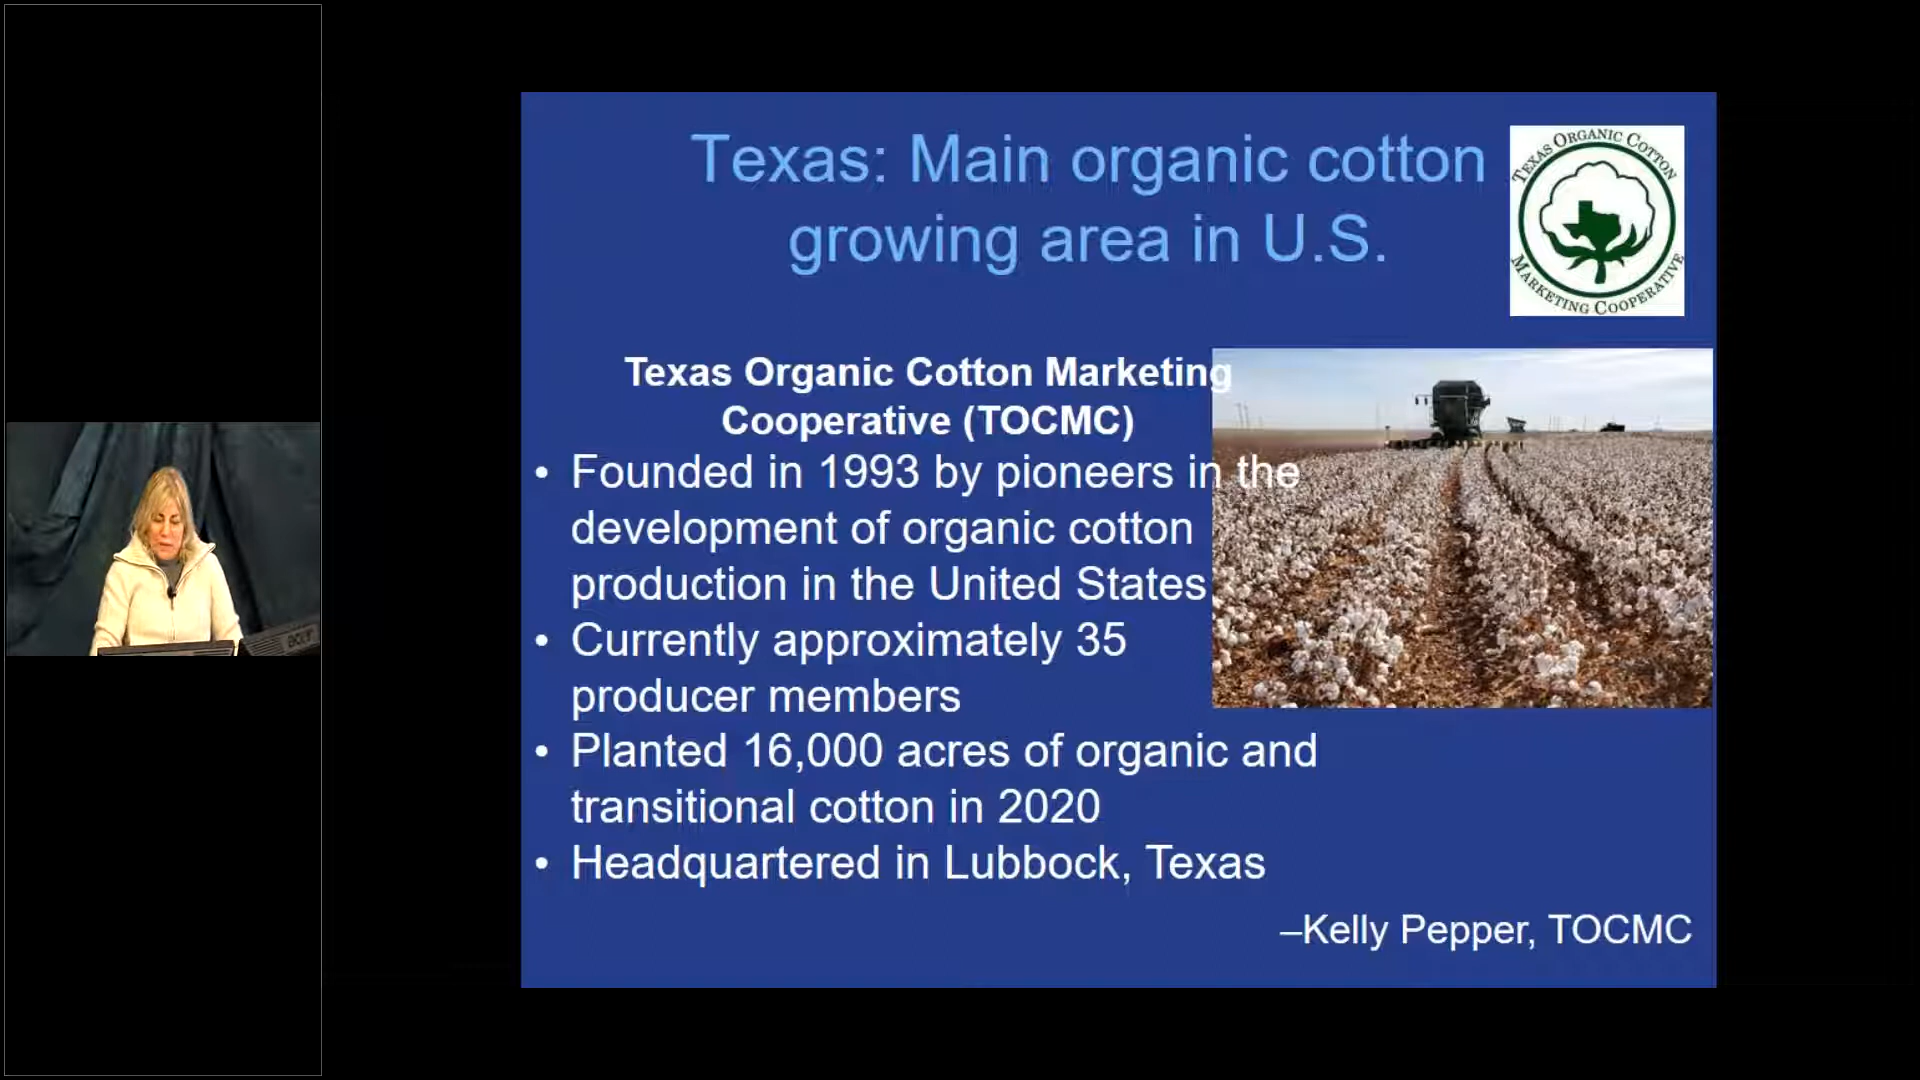 Texas: Main organic cotton
growing area in U.S.
TEXAS ORGANIC COTTON
MARKETING COOPERATIVE
Texas Organic Cotton Marketing
Cooperative (TOCMC)
• Founded in 1993 by pioneers in the
development of organic cotton
production in the United States
• Currently approximately 35
producer members
• Planted 16,000 acres of organic and
transitional cotton in 2020
• Headquartered in Lubbock, Texas
–Kelly Pepper, TOCMC
acer